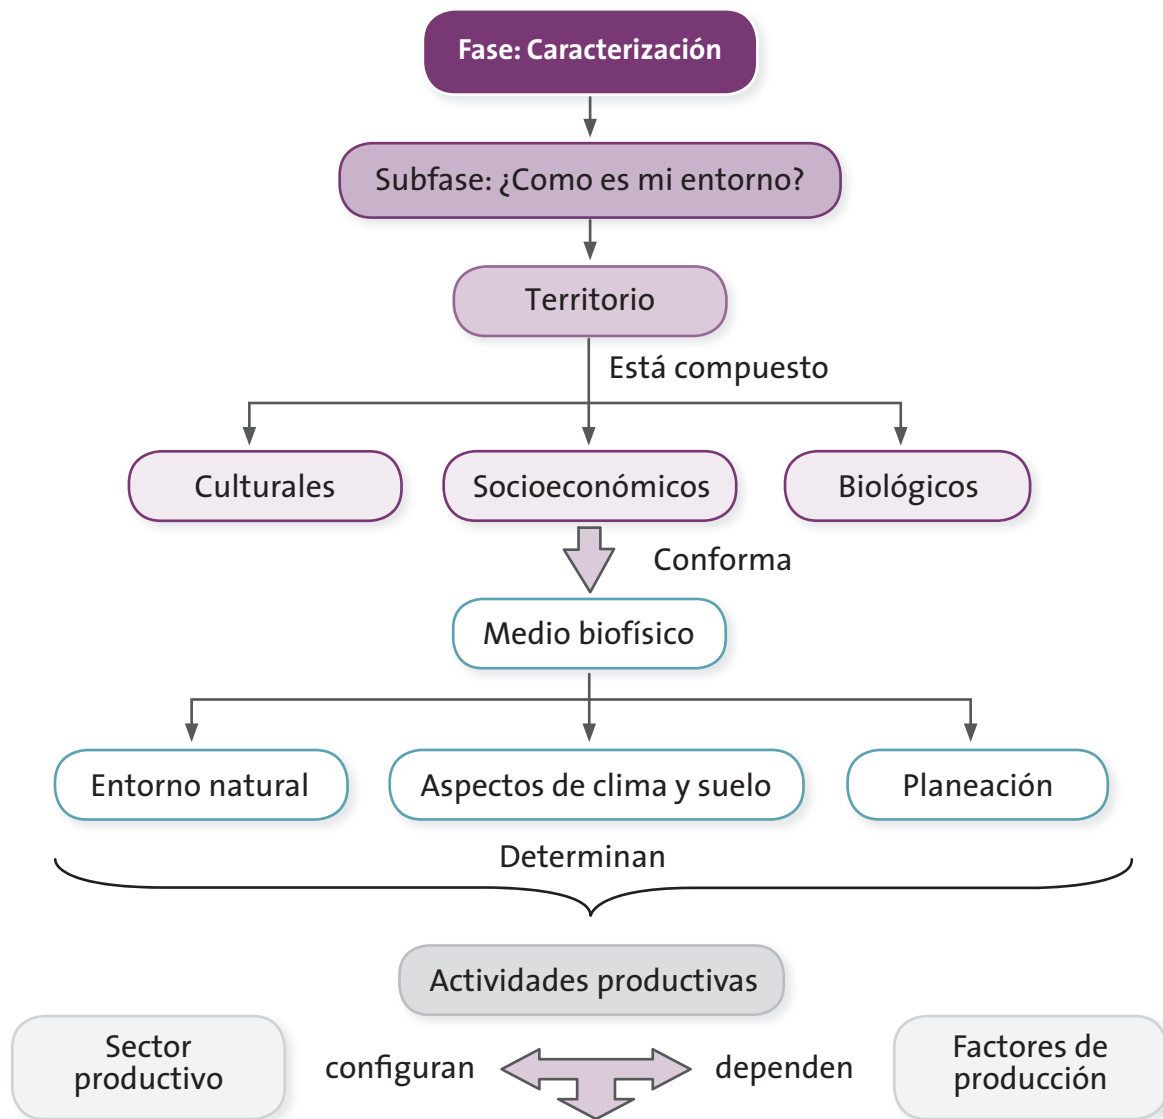 Fase: Caracterización
Subfase: ¿Como es mi entorno?
Territorio
Está compuesto
Culturales
Socioeconómicos
Biológicos
Conforma
Medio biofísico
Entorno natural
Aspectos de clima y suelo
Planeación
Determinan
Actividades productivas
Sector
productivo
configuran
dependen
Factores de
producción